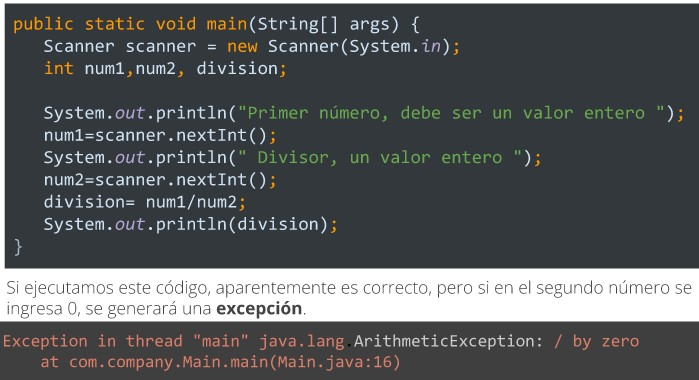 public static void main(String[] args) {
Scanner scanner = new Scanner(System.in);
int num1,num2, division;
System.out.println("Primer número, debe ser un valor entero ");
num1=scanner.nextInt();
System.out.println(" Divisor, un valor entero ");
num2=scanner.nextInt();
division= num1/num2;
System.out.println(division);
}
Si ejecutamos este código, aparentemente es correcto, pero si en el segundo número se
ingresa 0, se generará una excepción.
Exception in thread "main" java.lang.ArithmeticException: / by zero
at com.company.Main.main(Main.java:16)